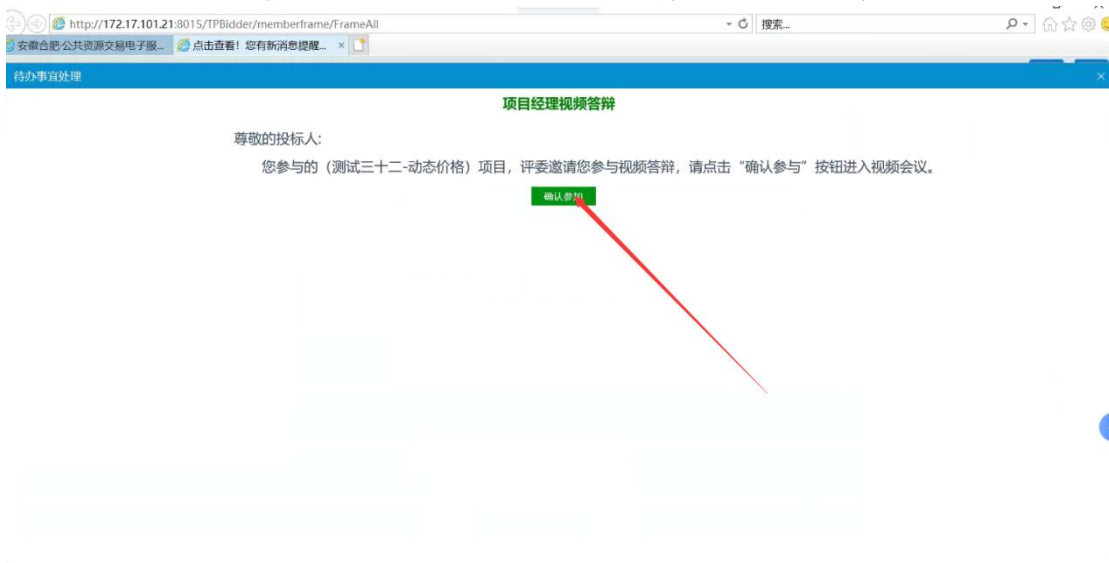 http://172.17.101.21:8015/TPBidder/memberframe/FrameAll
搜索...
安徽合肥公共资源交易电子服...
点击查看！您有新消息提醒...
待办事宜处理
项目经理视频答辩
尊敬的投标人:
您参与的（测试三十二-动态价格）项目，评委邀请您参与视频答辩，请点击“确认参与”按钮进入视频会议。
确认参加